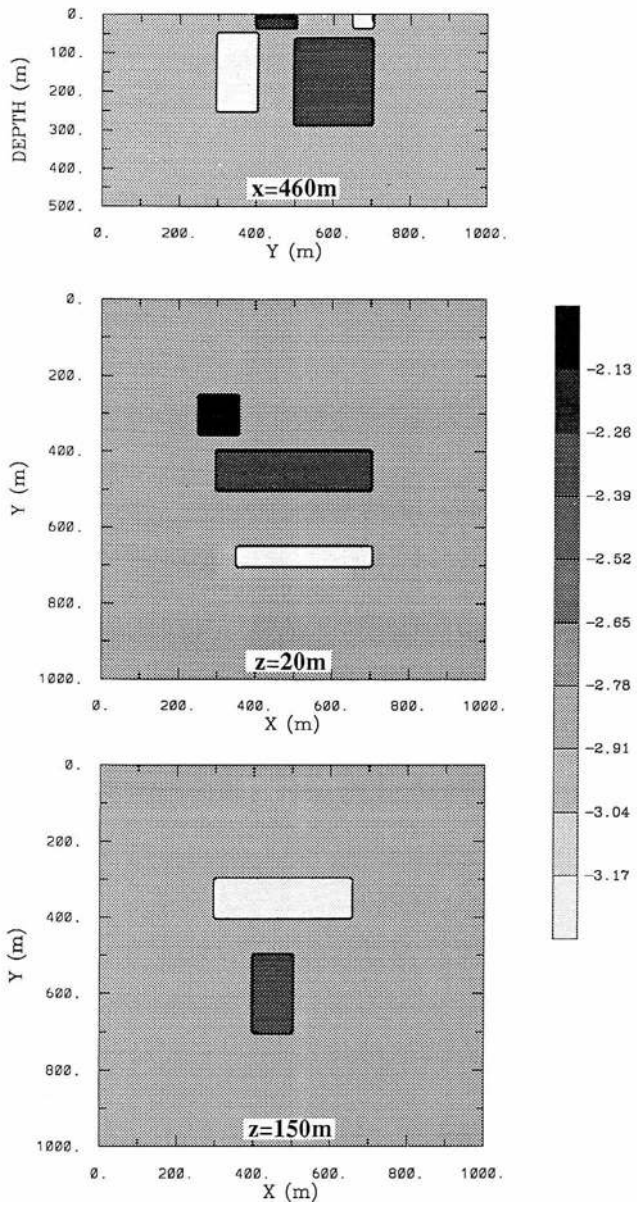 0.
100.
200.
300.
400.
500.
DEPTH (m)
x=460m
0. 200. 400. 600. 800. 1000.
Y (m)
0.
200.
400.
600.
800.
1000.
Y (m)
z=20m
0. 200. 400. 600. 800. 1000.
X (m)
-2.13
-2.26
-2.39
-2.52
-2.65
-2.78
-2.91
-3.04
-3.17
0.
200.
400.
600.
800.
1000.
Y (m)
z=150m
0. 200. 400. 600. 800. 1000.
X (m)